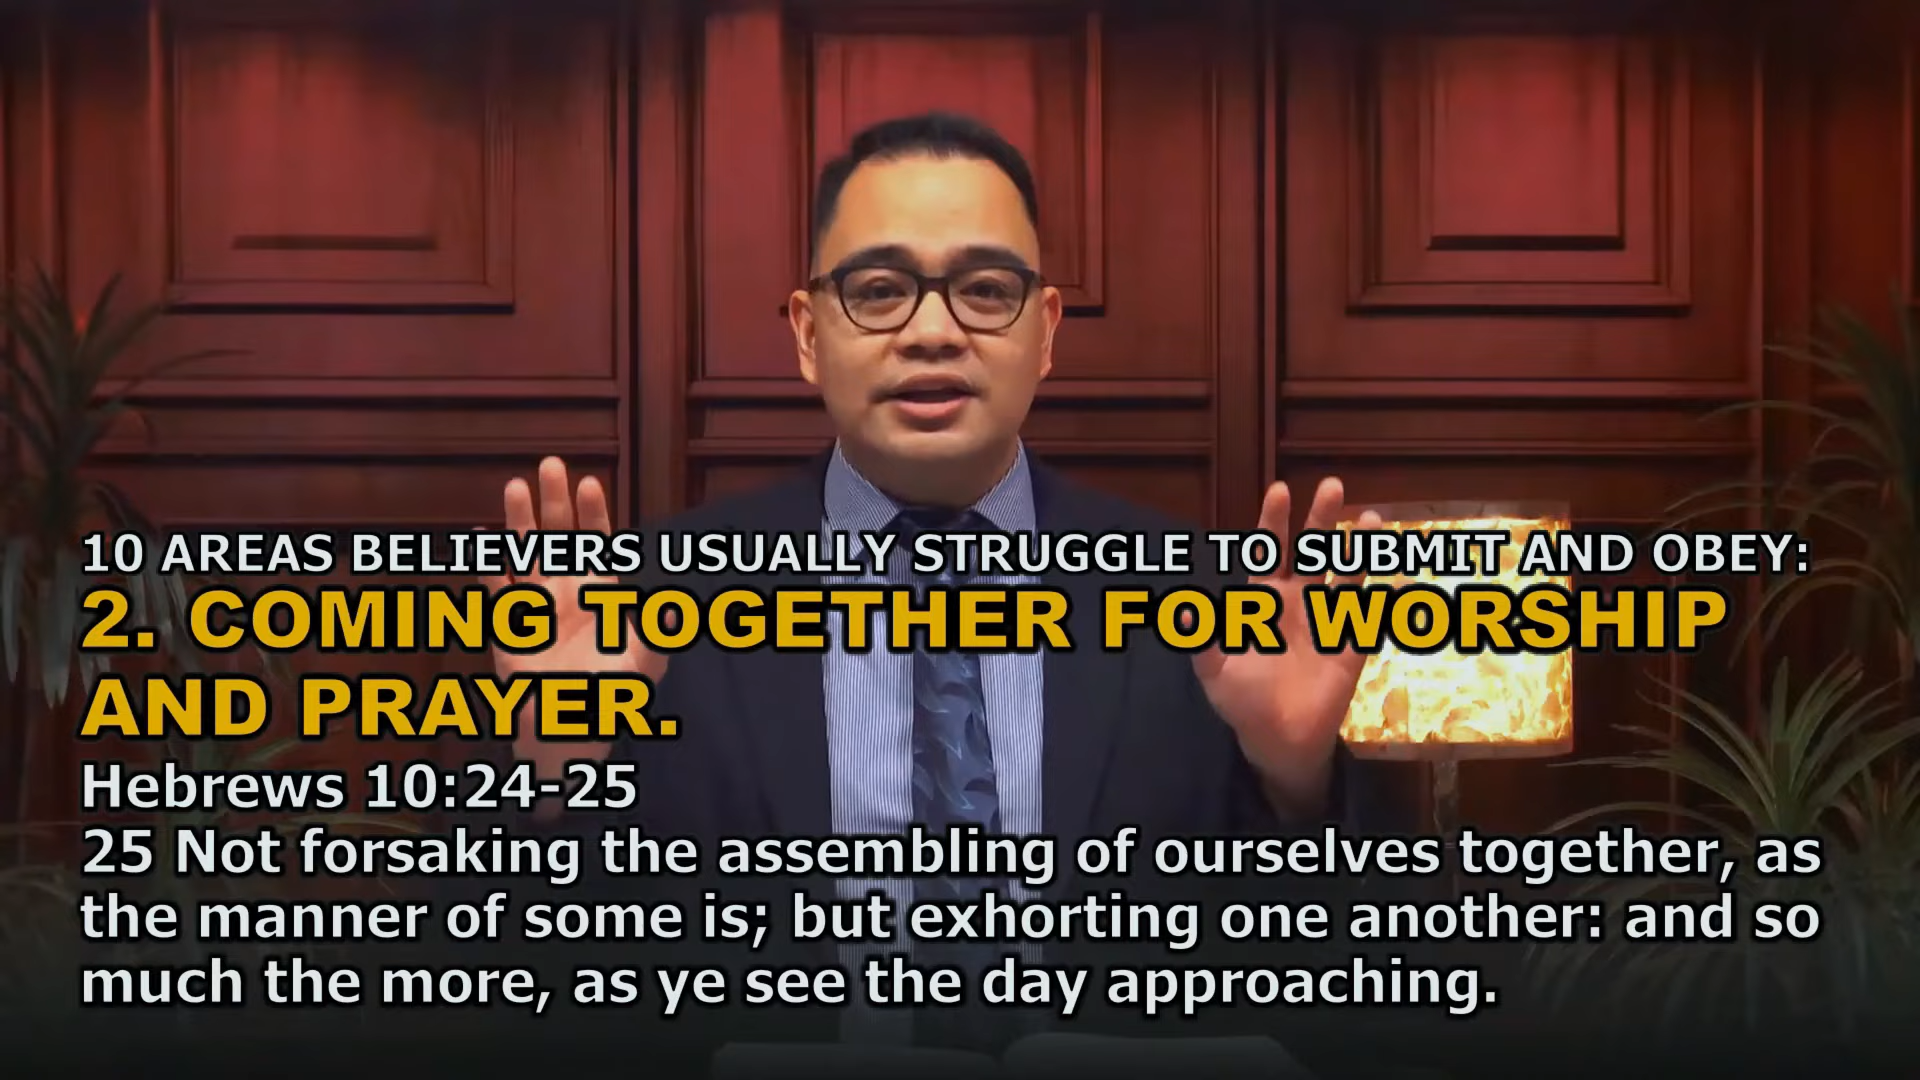 10 AREAS BELIEVERS USUALLY STRUGGLE TO SUBMIT AND OBEY:
2. COMING TOGETHER FOR WORSHIP
AND PRAYER.
Hebrews 10:24-25
25 Not forsaking the assembling of ourselves together, as
the manner of some is; but exhorting one another: and so
much the more, as ye see the day approaching.